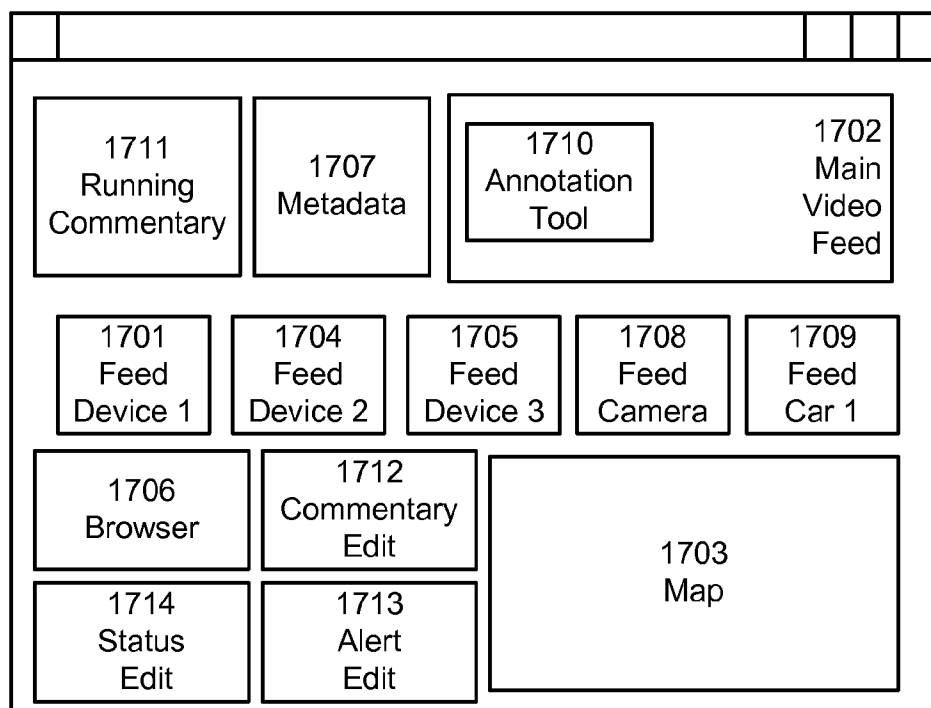 1711
Running
Commentary
1707
Metadata
1710
Annotation
Tool
1702
Main
Video
Feed
1701
Feed
Device 1
1704
Feed
Device 2
1705
Feed
Device 3
1708
Feed
Camera
1709
Feed
Car 1
1706
Browser
1712
Commentary
Edit
1703
Map
1714
Status
Edit
1713
Alert
Edit